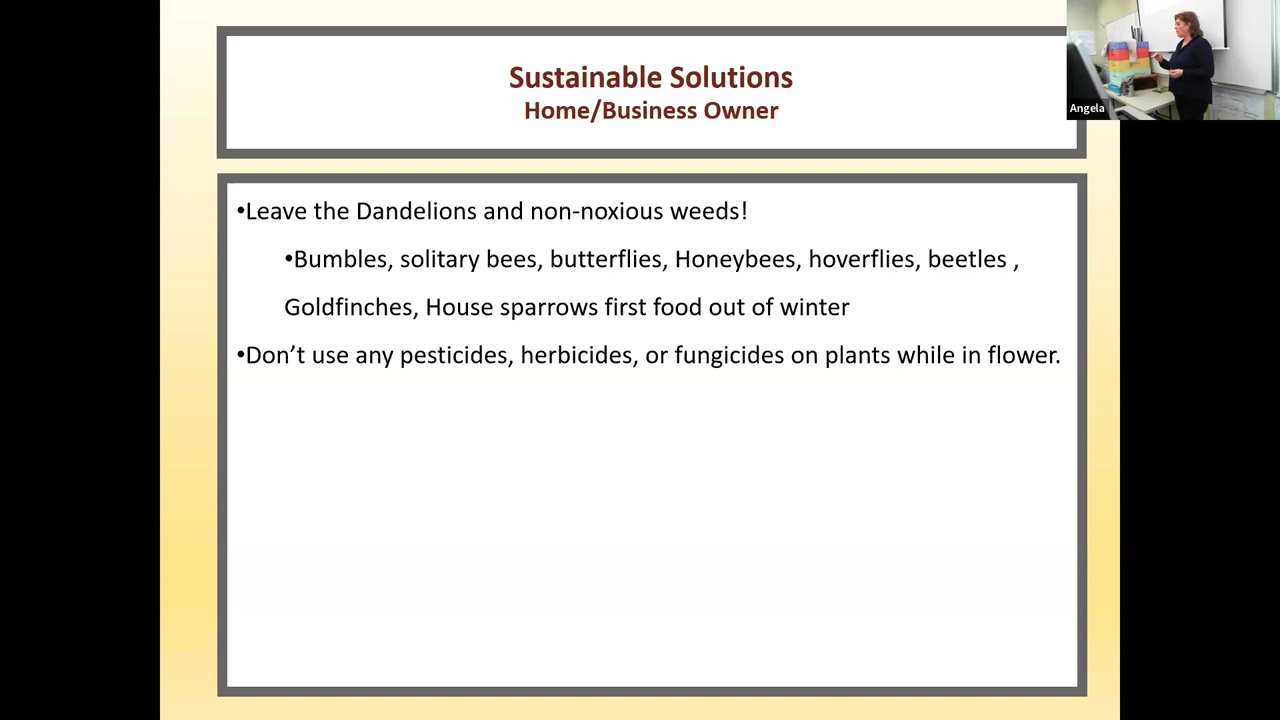 Sustainable Solutions
Home/Business Owner
Angela
•Leave the Dandelions and non-noxious weeds!
•Bumbles, solitary bees, butterflies, Honeybees, hoverflies, beetles ,
Goldfinches, House sparrows first food out of winter
•Don’t use any pesticides, herbicides, or fungicides on plants while in flower.